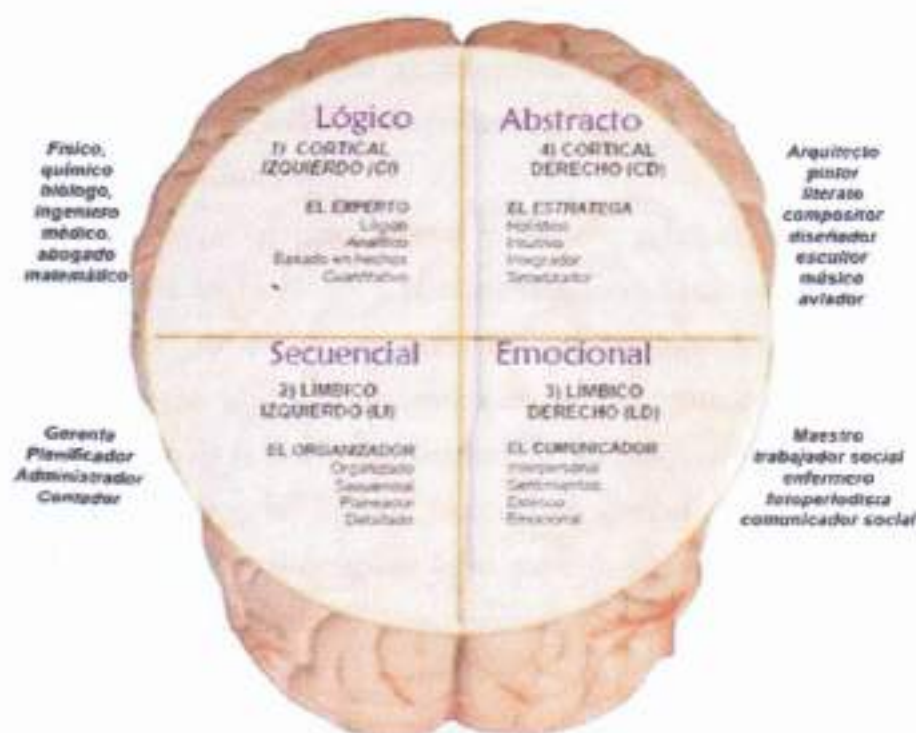 Lógico
1) CORTICAL
IZQUIERDO (CI)
EL EXPERTO
Lógico
Analítico
Basado en hechos
Cuantitativo
Abstracto
4) CORTICAL
DERECHO (CD)
EL ESTRATEGA
Holístico
Intuitivo
Integrador
Sintetizador
Físico,
químico
biólogo,
ingeniero
médico,
abogado
matemático
Arquitecto
pintor
literato
compositor
diseñador
escultor
músico
aviador
Secuencial
2) LIMBICO
IZQUIERDO (LI)
EL ORGANIZADOR
Organizado
Secuencial
Planeador
Detallado
Emocional
3) LIMBICO
DERECHO (LD)
EL COMUNICADOR
Interpersonal
Sentimientos
Estético
Emocional
Gerente
Planificador
Administrador
Contador
Maestro
trabajador social
enfermero
fotoperiodista
comunicador social